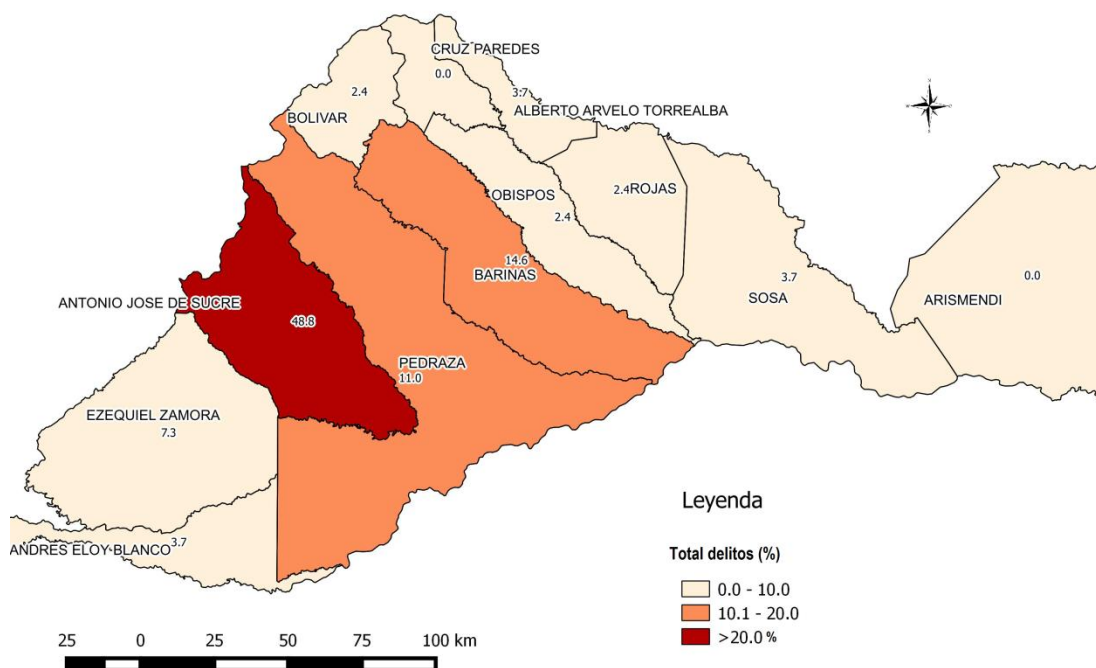 CRUZ PAREDES
0.0
2.4
3.7
ALBERTO ARVELO TORREALBA
BOLIVAR
OBISPOS
2.4
2.4
ROJAS
14.6
BARINAS
3.7
SOSA
0.0
ARISMENDI
ANTONIO JOSE DE SUCRE
48.8
PEDRAZA
11.0
EZEQUIEL ZAMORA
7.3
ANDRES ELOY BLANCO
3.7
Leyenda
Total delitos (%)
0.0 - 10.0
10.1 - 20.0
>20.0 %
25 0 25 50 75 100 km